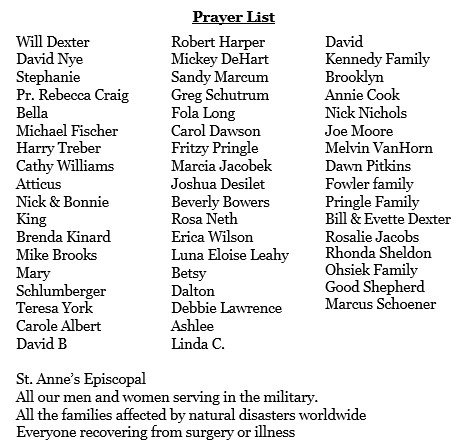 Prayer List
Will Dexter
David Nye
Stephanie
Pr. Rebecca Craig
Bella
Michael Fischer
Harry Treber
Cathy Williams
Atticus
Nick & Bonnie
King
Brenda Kinard
Mike Brooks
Mary
Schlumberger
Teresa York
Carole Albert
David B
Robert Harper
Mickey DeHart
Sandy Marcum
Greg Schutrum
Fola Long
Carol Dawson
Fritzy Pringle
Marcia Jacobek
Joshua Desilet
Beverly Bowers
Rosa Neth
Erica Wilson
Luna Eloise Leahy
Betsy
Dalton
Debbie Lawrence
Ashlee
Linda C.
David
Kennedy Family
Brooklyn
Annie Cook
Nick Nichols
Joe Moore
Melvin VanHorn
Dawn Pitkins
Fowler family
Pringle Family
Bill & Evette Dexter
Rosalie Jacobs
Rhonda Sheldon
Ohsiek Family
Good Shepherd
Marcus Schoener
St. Anne's Episcopal
All our men and women serving in the military.
All the families affected by natural disasters worldwide
Everyone recovering from surgery or illness